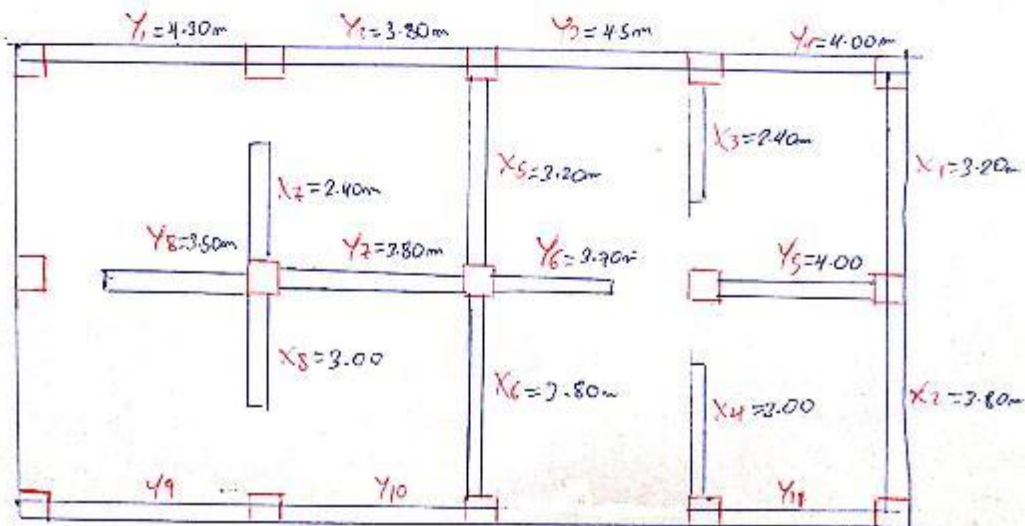 Y1=4.30m
Y2=3.80m
Y3=4.5m
Y4=4.00m
X3=2.40m
X7=2.40m
X5=3.20m
X1=3.20m
Y8=3.50m
Y7=3.80m
Y6=3.70m
Y5=4.00
X8=3.00
X6=3.80m
X4=3.00
X2=3.80m
Y9
Y10
Y11